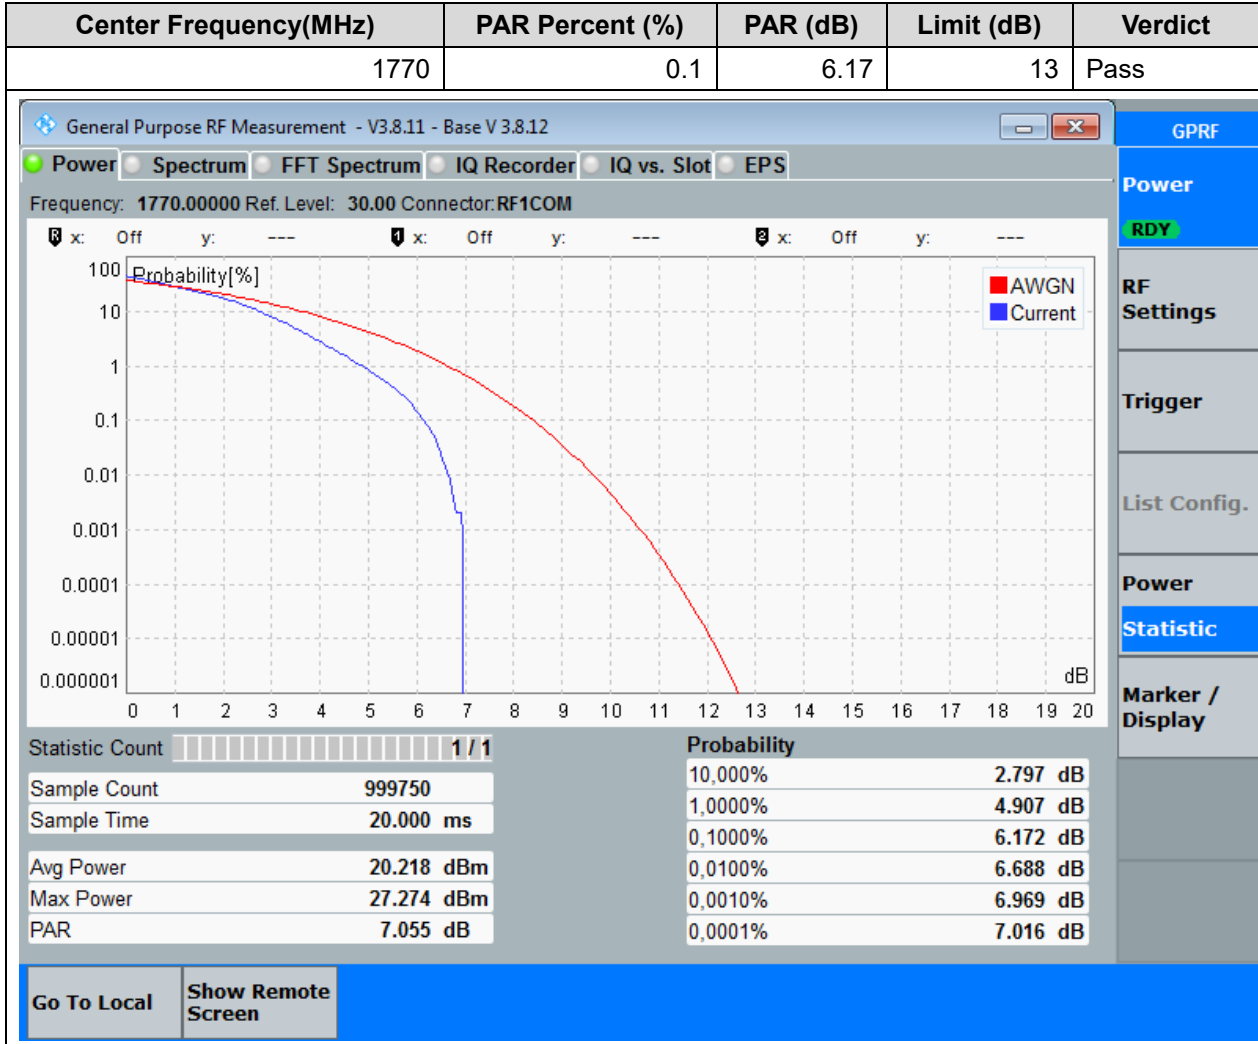 Center Frequency(MHz) PAR Percent (%) PAR (dB) Limit (dB) Verdict
1770 0.1 6.17 13 Pass
General Purpose RF Measurement - V3.8.11 - Base V 3.8.12
GPRF
Power Spectrum FFT Spectrum IQ Recorder IQ vs. Slot EPS
Frequency: 1770.00000 Ref. Level: 30.00 Connector: RF1COM
R x: Off y: --- 1 x: Off y: --- 2 x: Off y: ---
Probability[%]
AWGN
Current
100
10
1
0.1
0.01
0.001
0.0001
0.00001
0.000001
dB
0 1 2 3 4 5 6 7 8 9 10 11 12 13 14 15 16 17 18 19 20
Statistic Count 1 / 1
Sample Count 999750
Sample Time 20.000 ms
Avg Power 20.218 dBm
Max Power 27.274 dBm
PAR 7.055 dB
Probability
10,000% 2.797 dB
1,0000% 4.907 dB
0,1000% 6.172 dB
0,0100% 6.688 dB
0,0010% 6.969 dB
0,0001% 7.016 dB
Power
RDY
RF
Settings
Trigger
List Config.
Power
Statistic
Marker /
Display
Go To Local
Show Remote
Screen